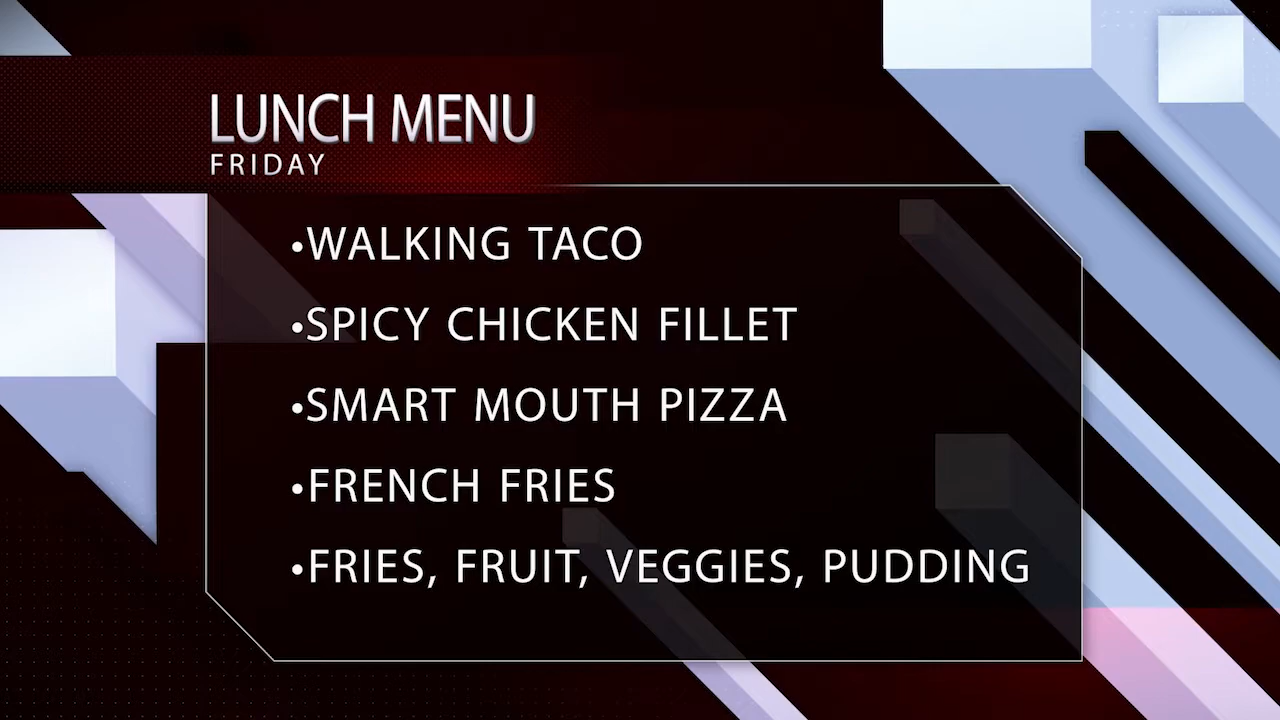 LUNCH MENU
FRIDAY
•WALKING TACO
•SPICY CHICKEN FILLET
•SMART MOUTH PIZZA
•FRENCH FRIES
•FRIES, FRUIT, VEGGIES, PUDDING